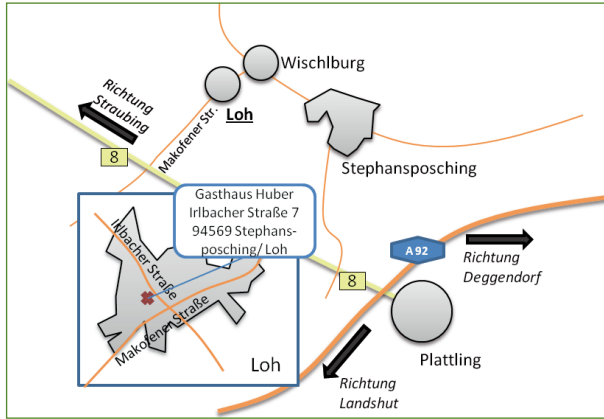 Wischlburg
Richtung
Straubing
Loh
Makofener Str.
8
Stephansposching
Gasthaus Huber
Irlbacher Straße 7
94569 Stephans-
posching/ Loh
Irlbacher Straße
A 92
Richtung
Deggendorf
8
Makofener Straße
Plattling
Loh
Richtung
Landshut